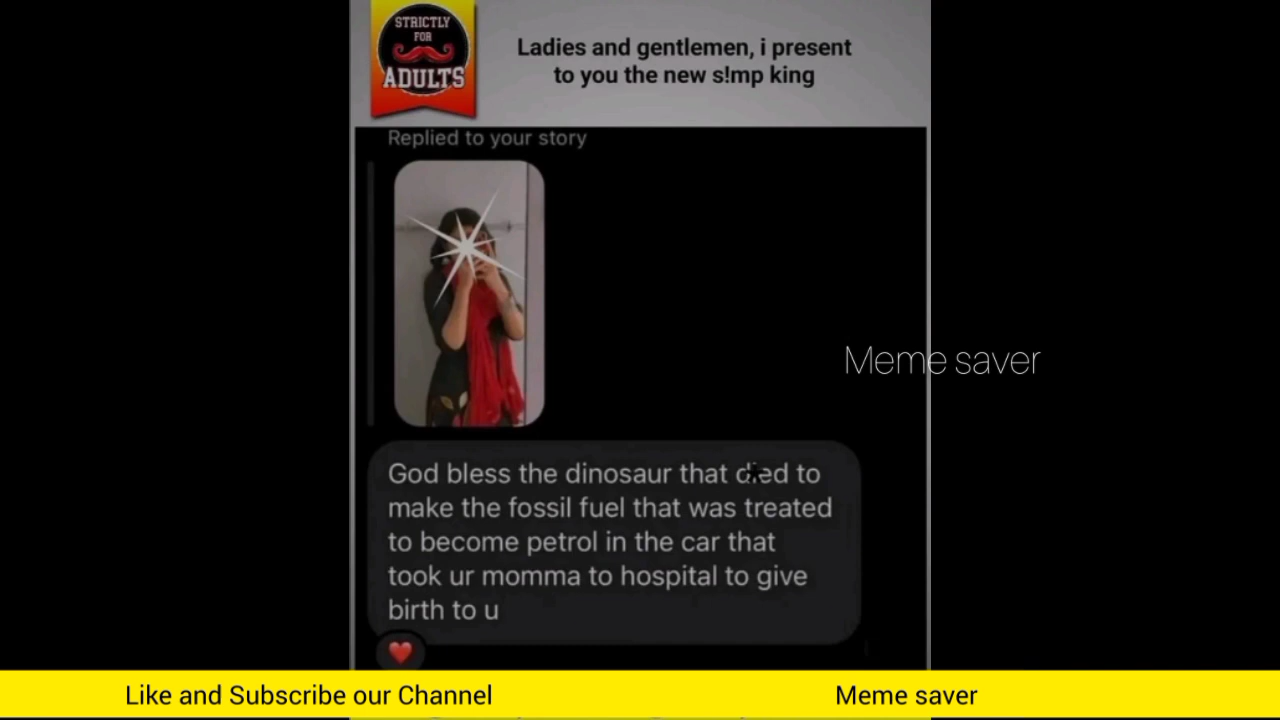 STRICTLY
FOR
ADULTS
Ladies and gentlemen, i present
to you the new s!mp king
Replied to your story
Meme saver
God bless the dinosaur that died to
make the fossil fuel that was treated
to become petrol in the car that
took ur momma to hospital to give
birth to u
Like and Subscribe our Channel
Meme saver